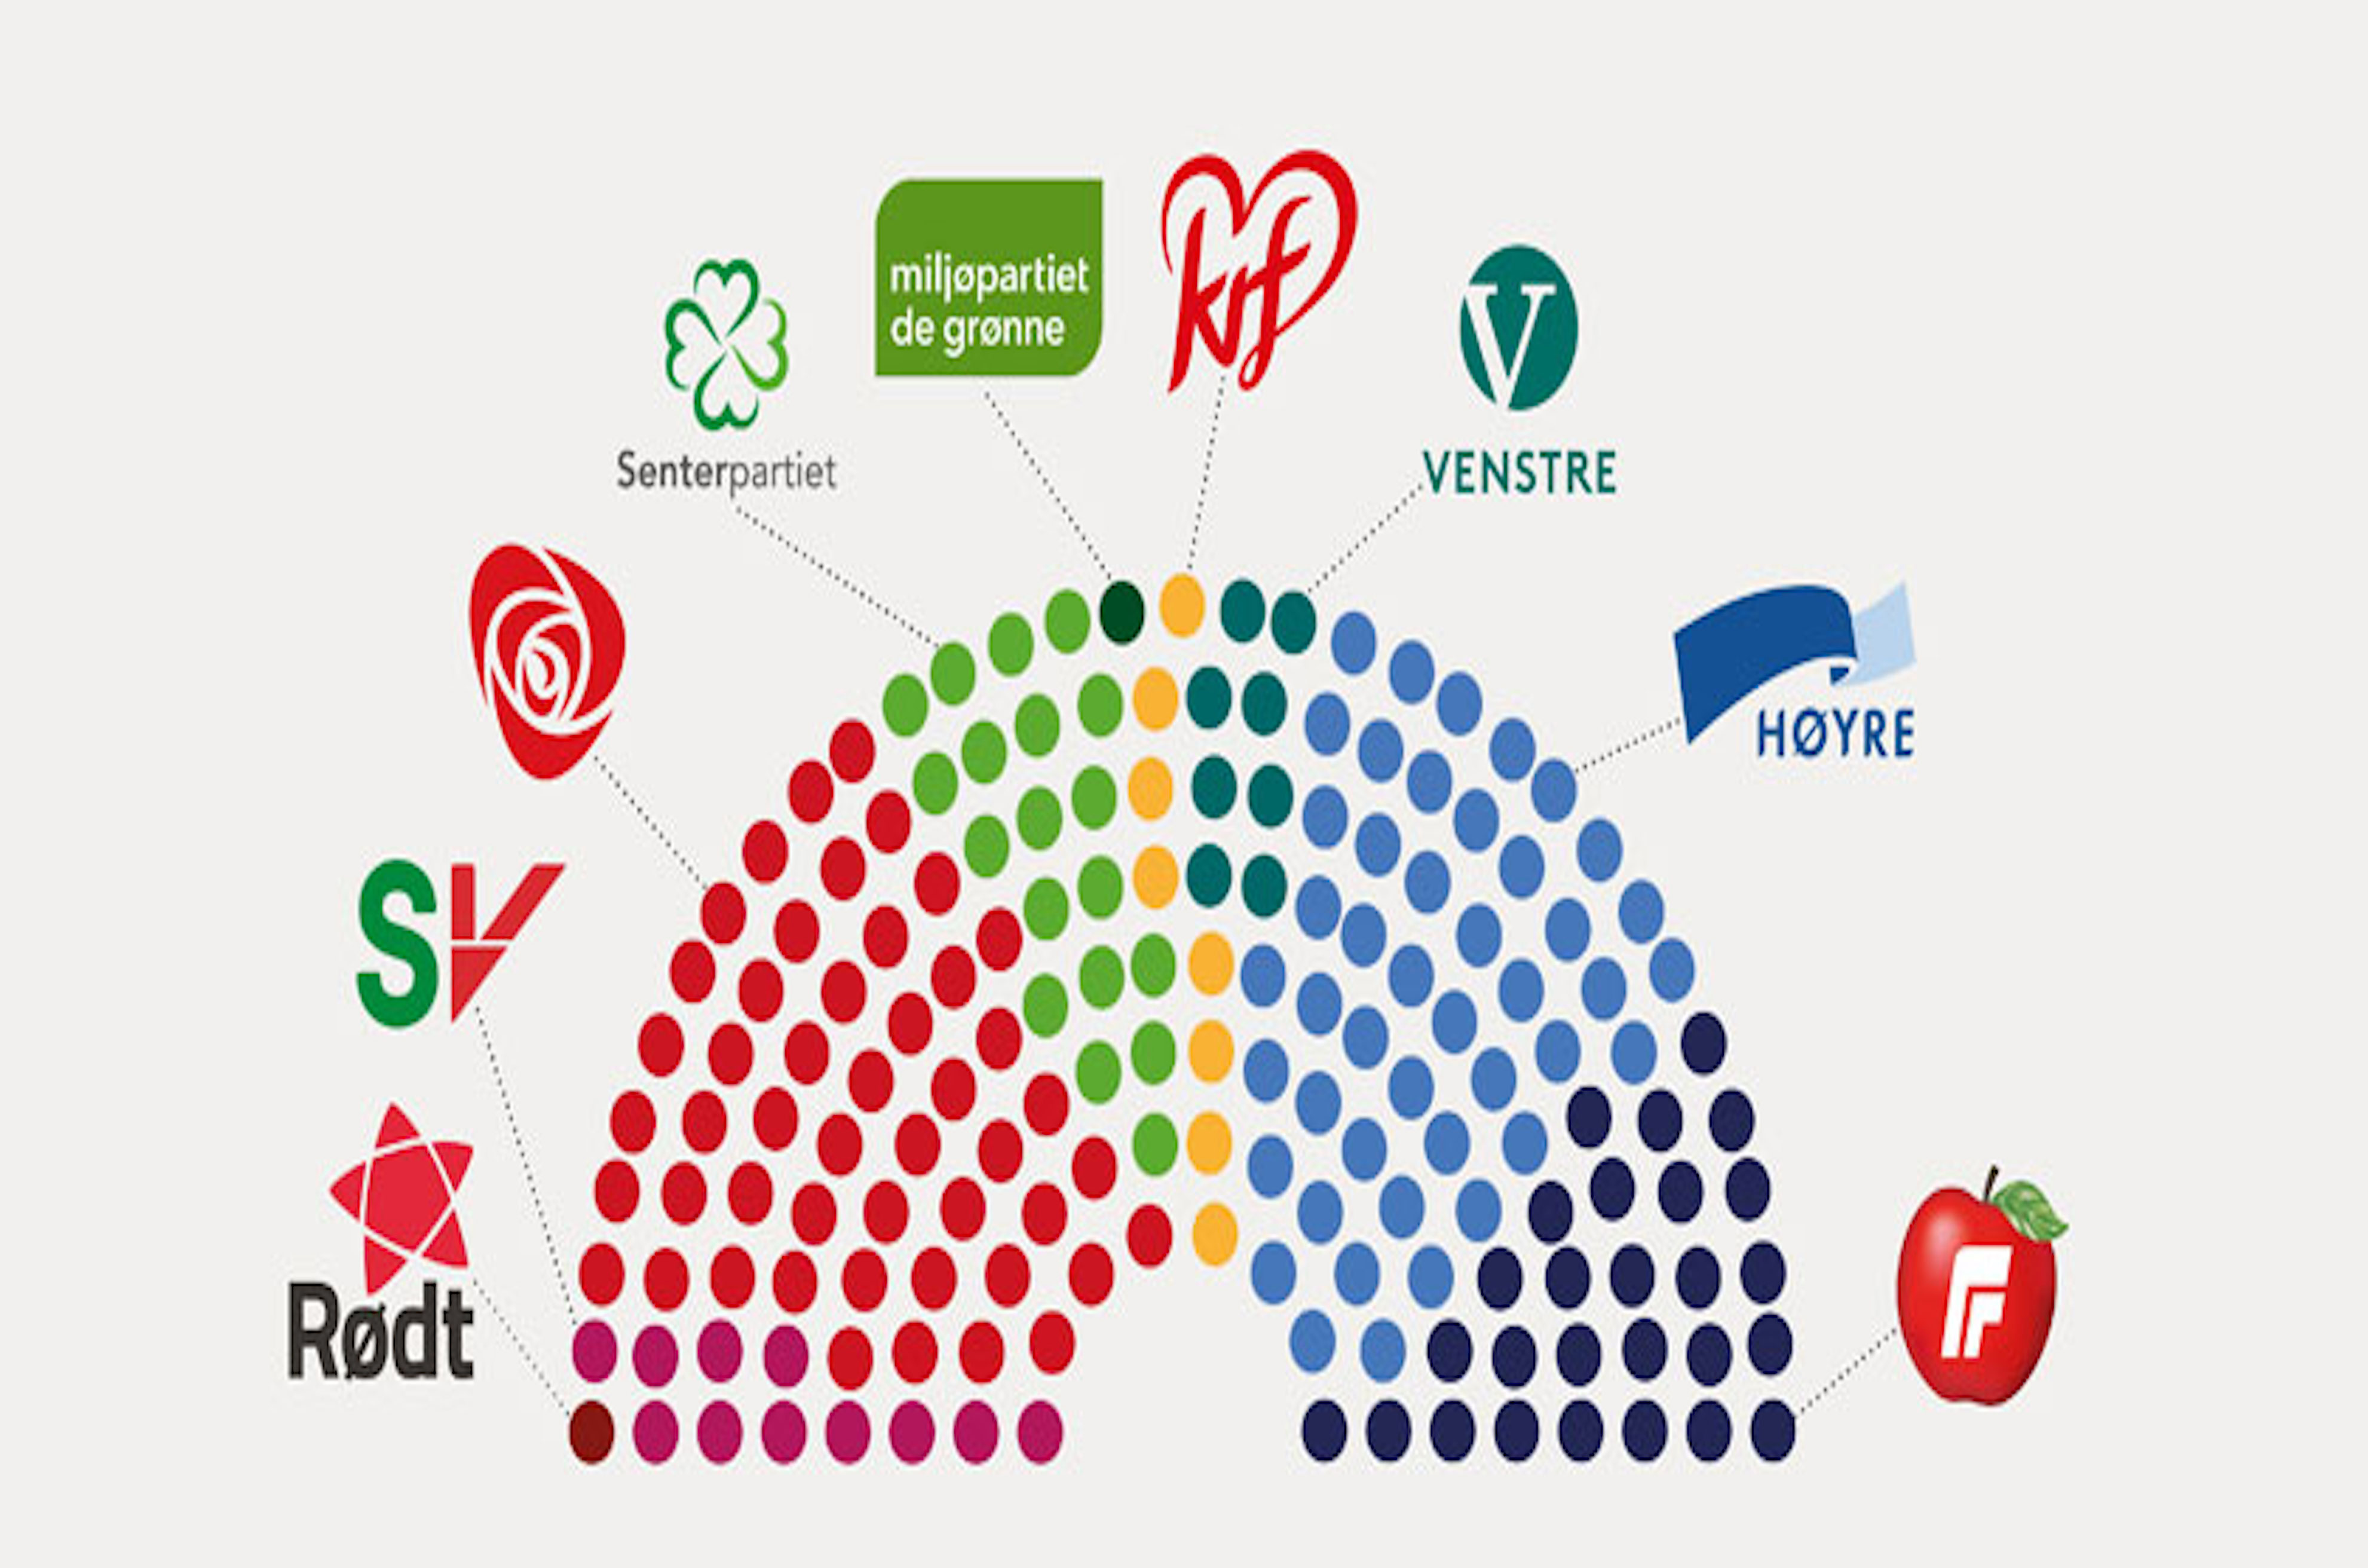 miljøpartiet
de grønne
krf
V
VENSTRE
Senterpartiet
HØYRE
SV
Rødt
F